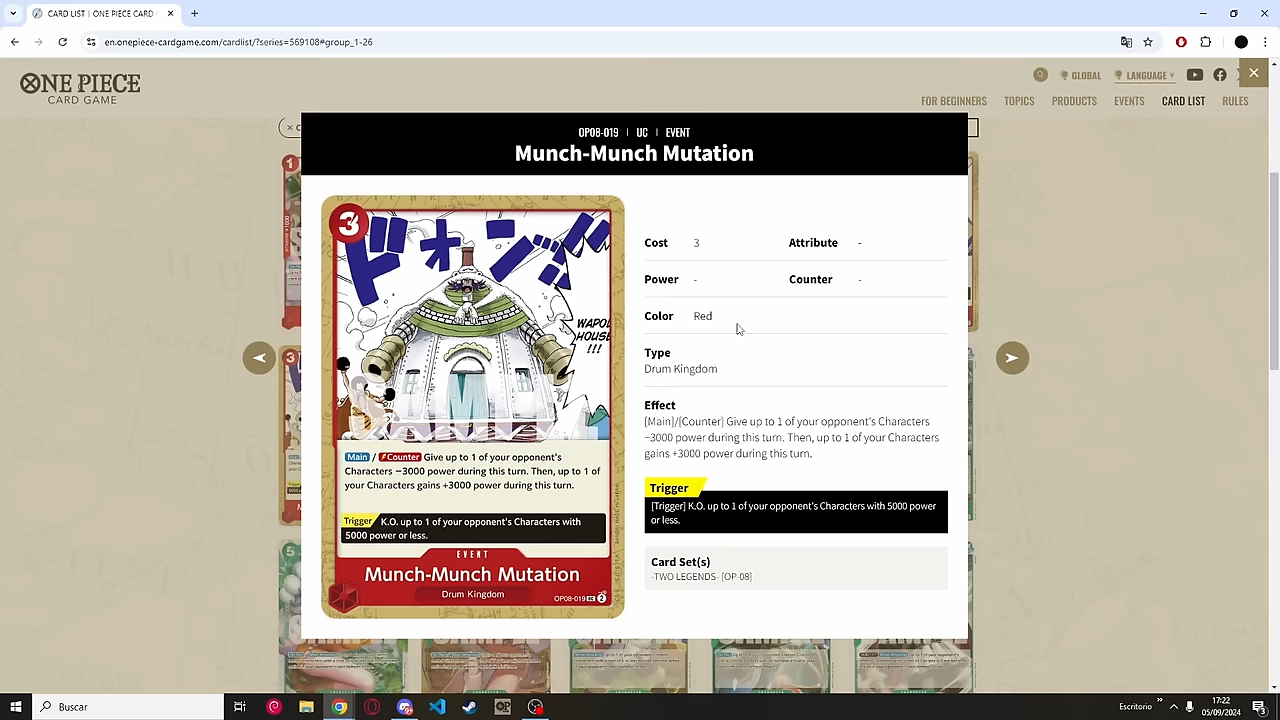 CARD LIST | ONE PIECE CARD
en.onepiece-cardgame.com/cardlist/?series=569108#group_1-26
ONE PIECE
CARD GAME
GLOBAL
LANGUAGE
FOR BEGINNERS
TOPICS
PRODUCTS
EVENTS
CARD LIST
RULES
OP08-019 | UC | EVENT
Munch-Munch Mutation
3
ドオオンッ
WAPOL
HOUSE
!!!
Main / Counter Give up to 1 of your opponent's
Characters −3000 power during this turn. Then, up to 1 of
your Characters gains +3000 power during this turn.
Trigger K.O. up to 1 of your opponent's Characters with
5000 power or less.
EVENT
Munch-Munch Mutation
Drum Kingdom
OP08-019 UC 2
Cost 3 Attribute -
Power - Counter -
Color Red
Type
Drum Kingdom
Effect
[Main]/[Counter] Give up to 1 of your opponent's Characters
−3000 power during this turn. Then, up to 1 of your Characters
gains +3000 power during this turn.
Trigger
[Trigger] K.O. up to 1 of your opponent's Characters with 5000 power
or less.
Card Set(s)
-TWO LEGENDS- [OP-08]
1
3
5
Buscar
OP
Escritorio
17:22
05/09/2024